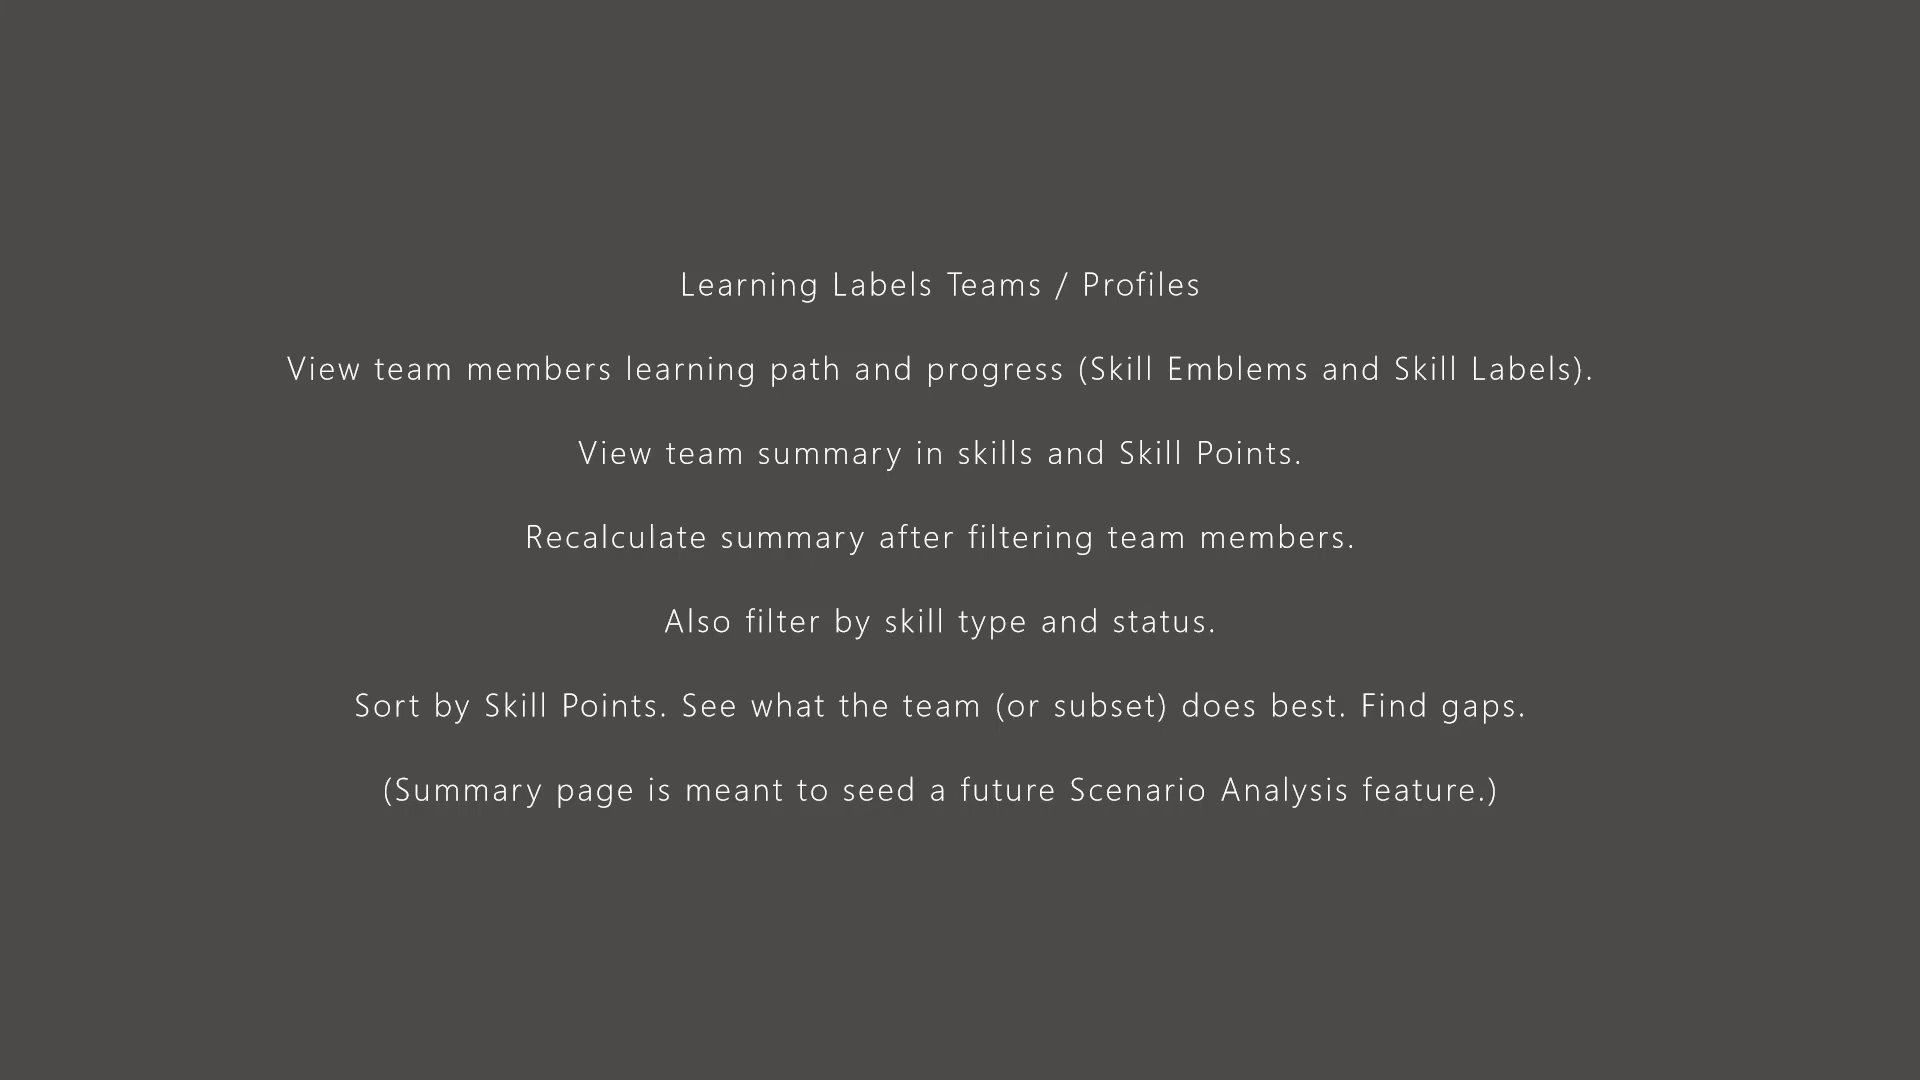 Learning Labels Teams / Profiles
View team members learning path and progress (Skill Emblems and Skill Labels).
View team summary in skills and Skill Points.
Recalculate summary after filtering team members.
Also filter by skill type and status.
Sort by Skill Points. See what the team (or subset) does best. Find gaps.
(Summary page is meant to seed a future Scenario Analysis feature.)